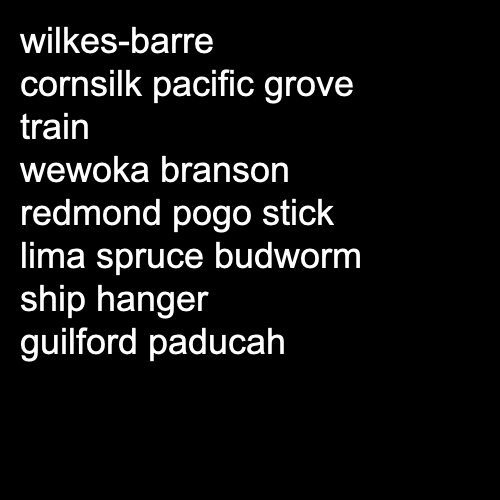 wilkes-barre
cornsilk pacific grove
train
wewoka branson
redmond pogo stick
lima spruce budworm
ship hanger
guilford paducah